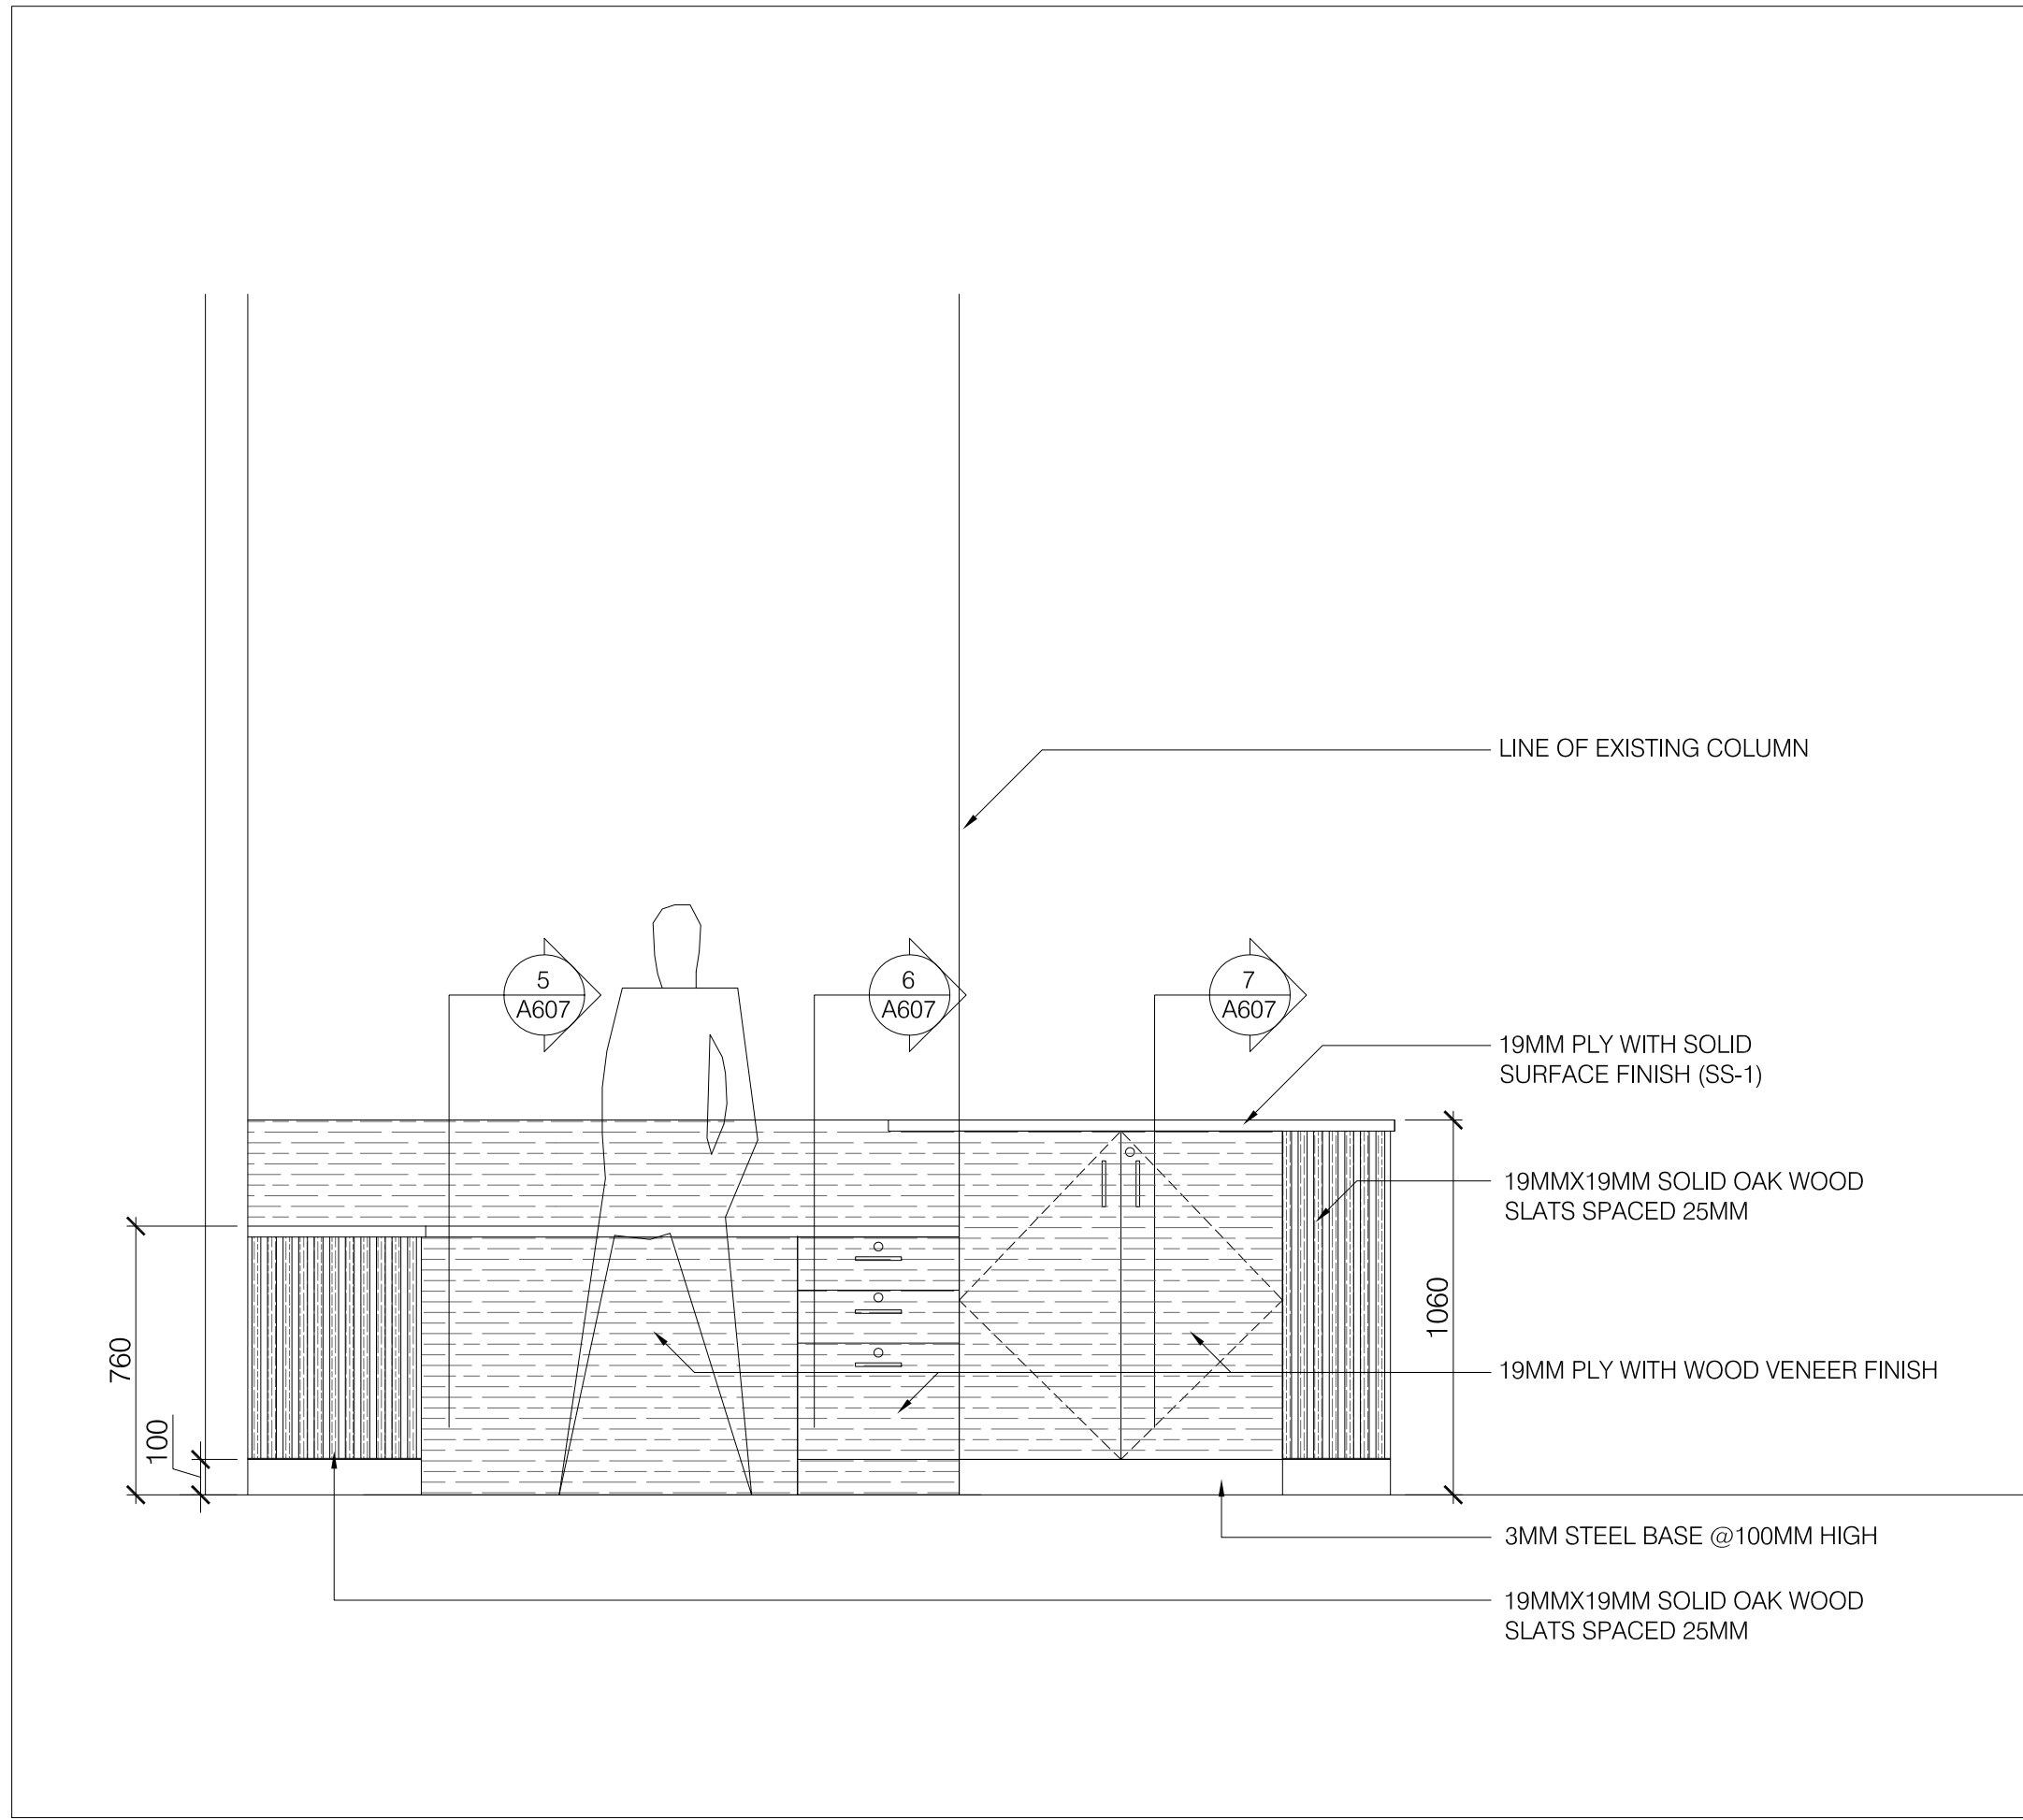 LINE OF EXISTING COLUMN
5
A607
6
A607
7
A607
19MM PLY WITH SOLID
SURFACE FINISH (SS-1)
19MMX19MM SOLID OAK WOOD
SLATS SPACED 25MM
760
100
1060
19MM PLY WITH WOOD VENEER FINISH
3MM STEEL BASE @100MM HIGH
19MMX19MM SOLID OAK WOOD
SLATS SPACED 25MM